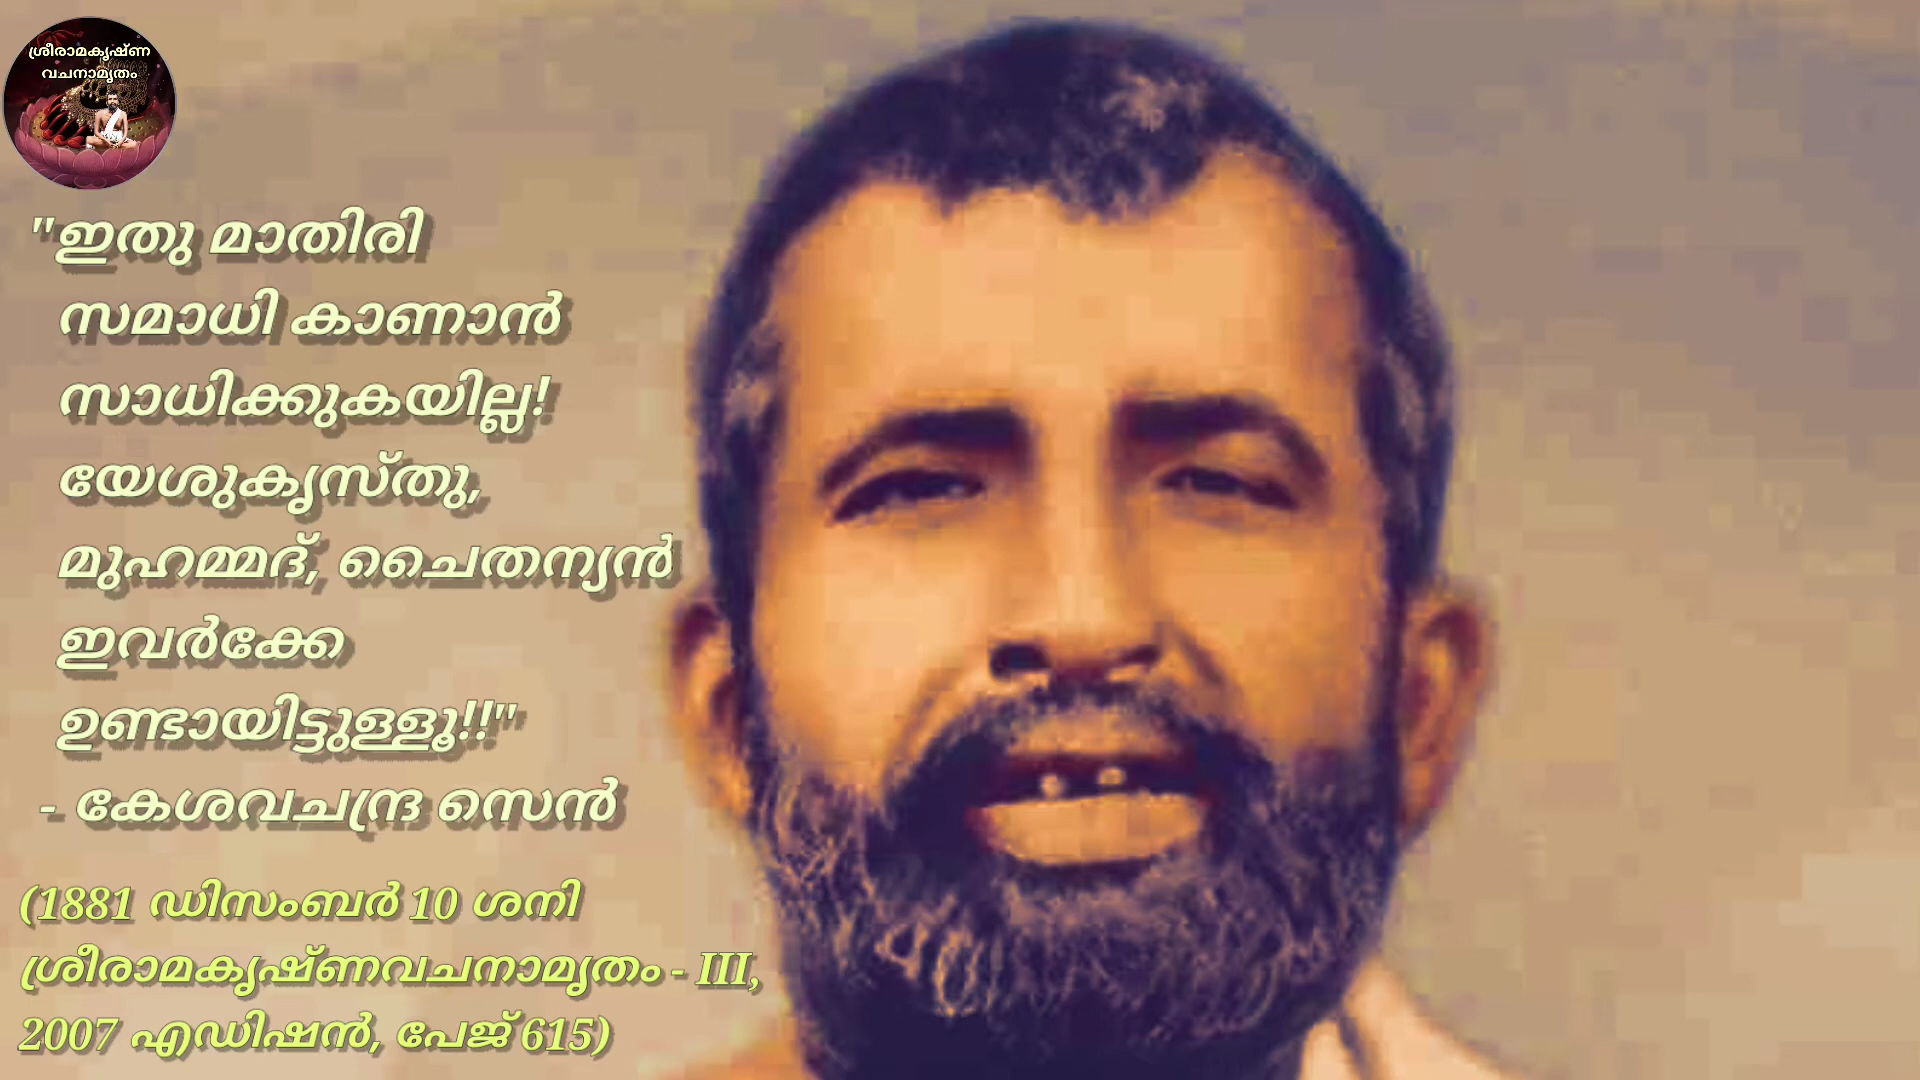 ശ്രീരാമകൃഷ്ണ
വചനാമൃതം
"ഇതു മാതിരി
സമാധി കാണാൻ
സാധിക്കുകയില്ല!
യേശുകൃസ്തു,
മുഹമ്മദ്, ചൈതന്യൻ
ഇവർക്കേ
ഉണ്ടായിട്ടുള്ളൂ!!"
- കേശവചന്ദ്ര സെൻ
(1881 ഡിസംബർ 10 ശനി
ശ്രീരാമകൃഷ്ണവചനാമൃതം - III,
2007 എഡിഷൻ, പേജ് 615)